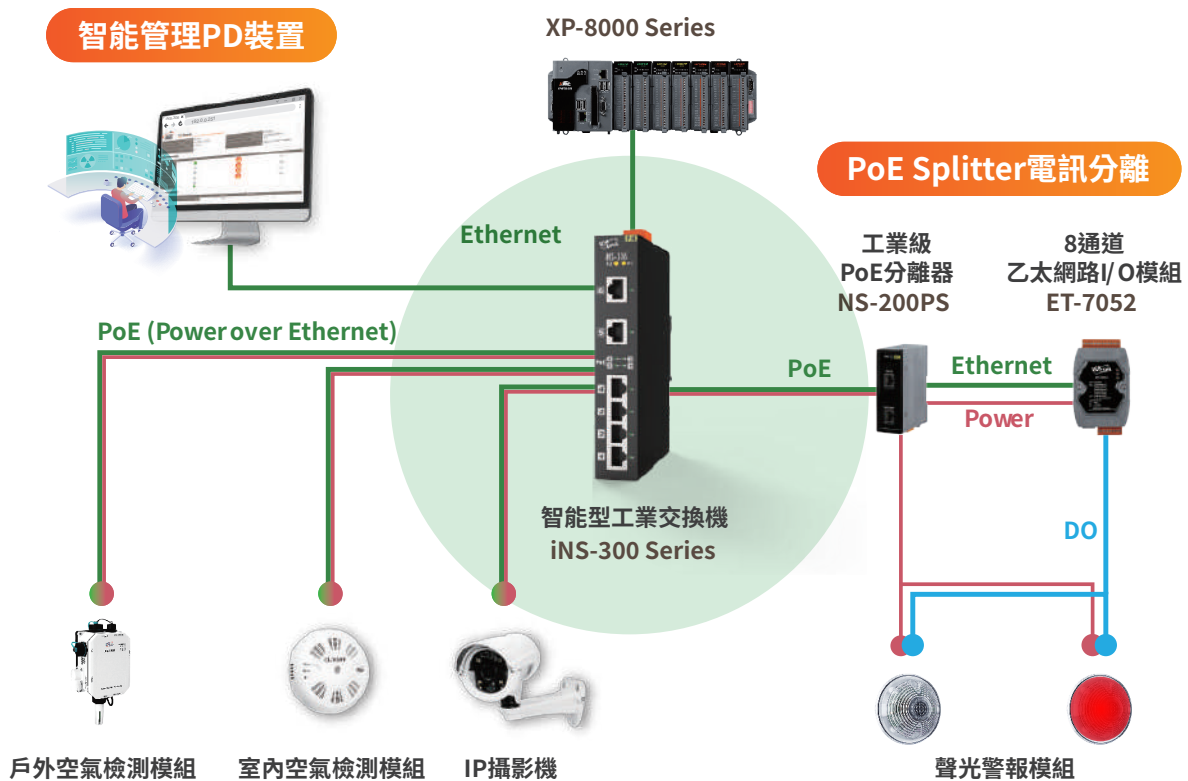 智能管理PD裝置
XP-8000 Series
PoE Splitter電訊分離
Ethernet
工業級
PoE分離器
NS-200PS
8通道
乙太網路I/O模組
ET-7052
PoE (Power over Ethernet)
PoE
Ethernet
Power
智能型工業交換機
iNS-300 Series
DO
戶外空氣檢測模組
室內空氣檢測模組
IP攝影機
聲光警報模組